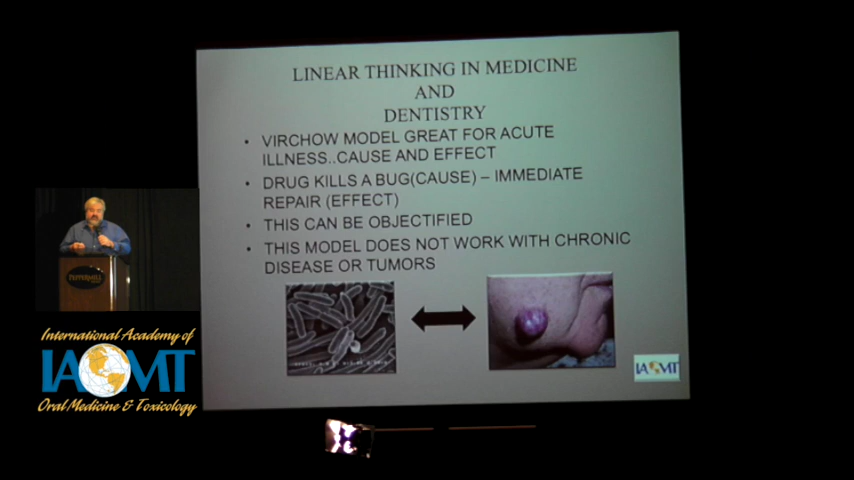 LINEAR THINKING IN MEDICINE
AND
DENTISTRY
• VIRCHOW MODEL GREAT FOR ACUTE
ILLNESS..CAUSE AND EFFECT
• DRUG KILLS A BUG(CAUSE) – IMMEDIATE
REPAIR (EFFECT)
• THIS CAN BE OBJECTIFIED
• THIS MODEL DOES NOT WORK WITH CHRONIC
DISEASE OR TUMORS
IAOMT
International Academy of
IAOMT
Oral Medicine & Toxicology